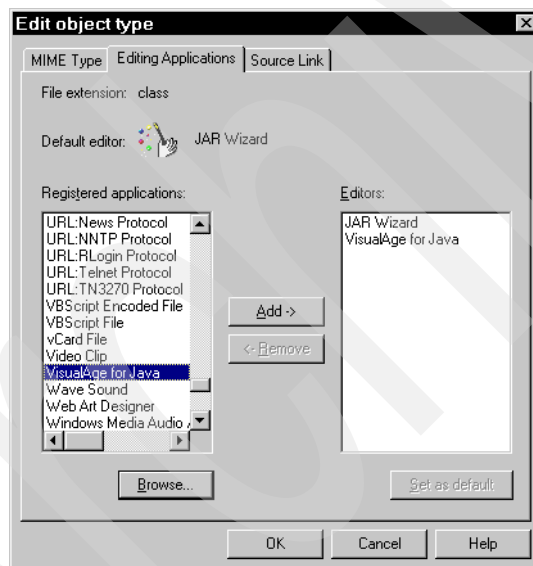 Edit object type
MIME Type Editing Applications Source Link
File extension: class
Default editor: JAR Wizard
Registered applications:
URL:News Protocol
URL:NNTP Protocol
URL:RLogin Protocol
URL:Telnet Protocol
URL:TN3270 Protocol
VBScript Encoded File
VBScript File
vCard File
Video Clip
VisualAge for Java
Wave Sound
Web Art Designer
Windows Media Audio
Add ->
<- Remove
Editors:
JAR Wizard
VisualAge for Java
Browse...
Set as default
OK Cancel Help